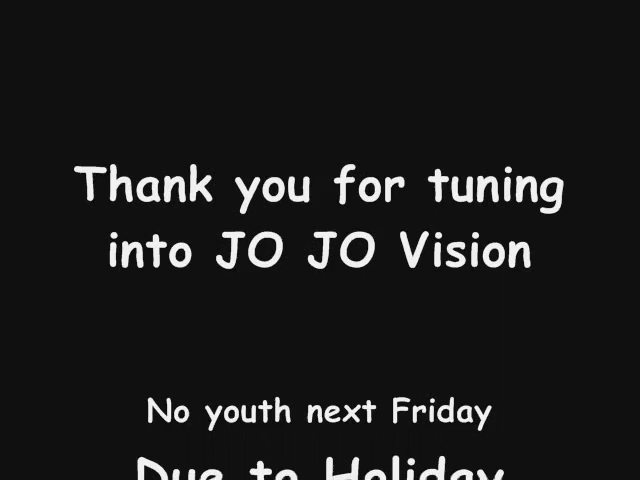 Thank you for tuning
into JO JO Vision
No youth next Friday
Due to Holiday